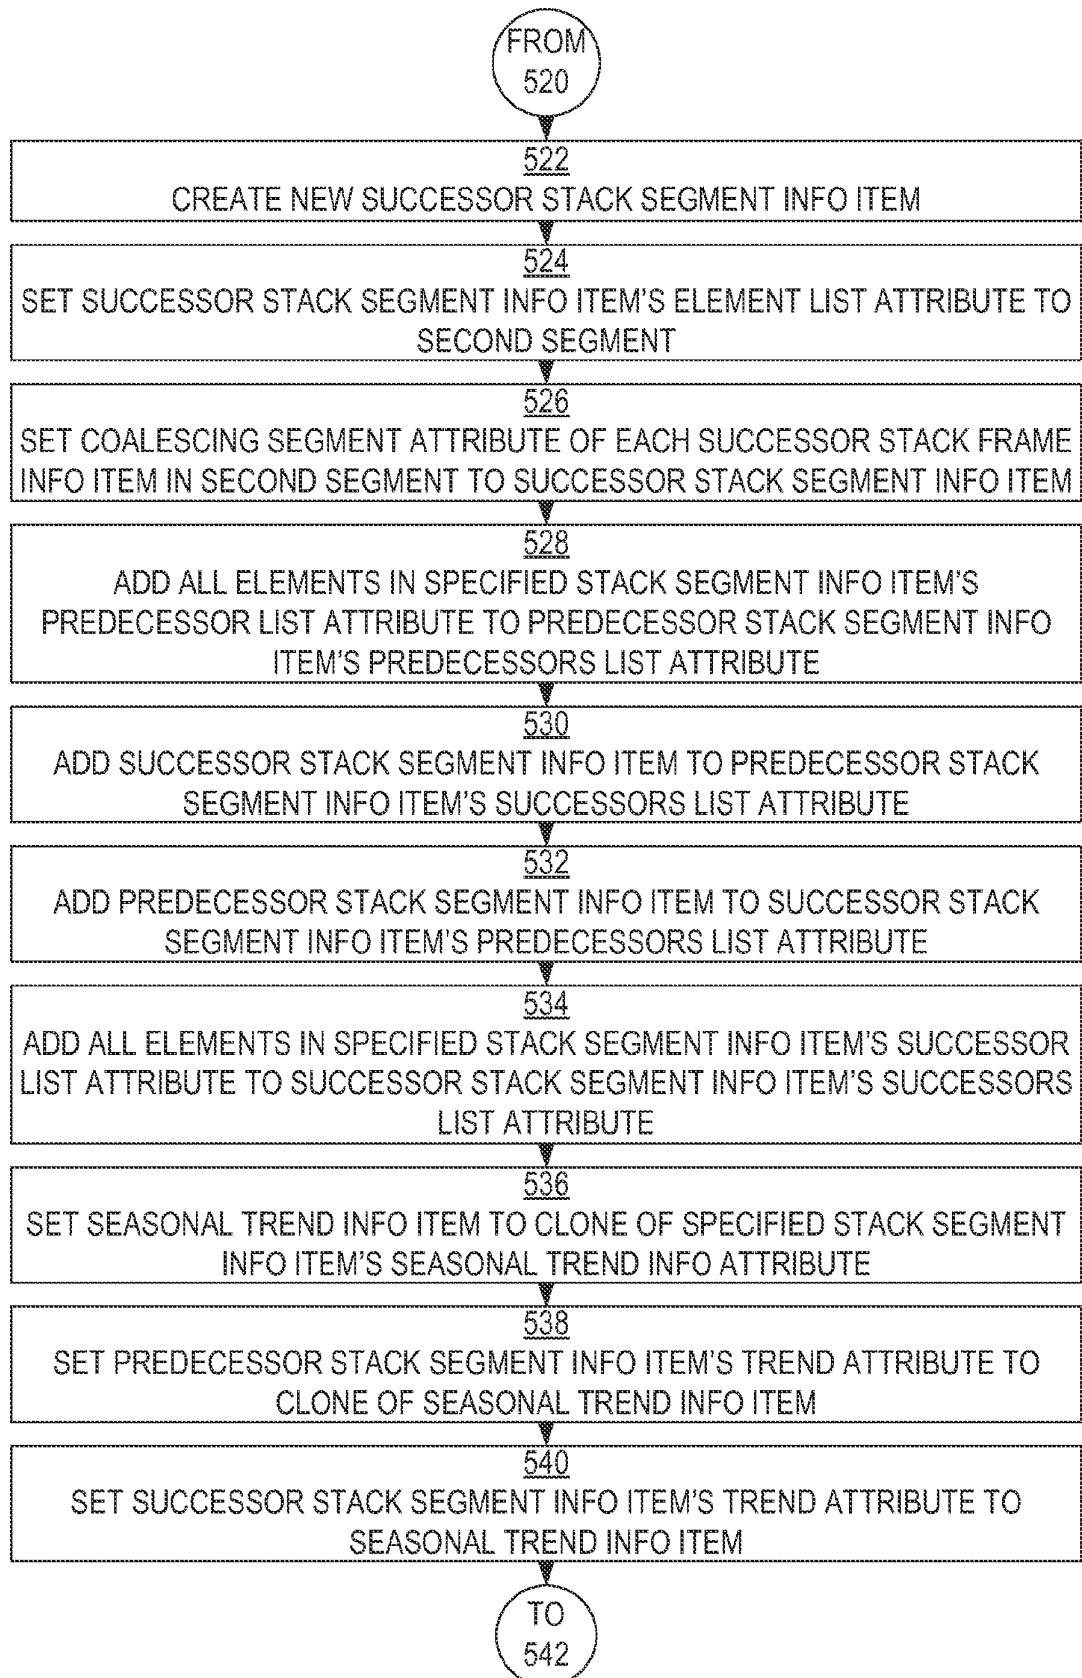 FROM
520
522
CREATE NEW SUCCESSOR STACK SEGMENT INFO ITEM
524
SET SUCCESSOR STACK SEGMENT INFO ITEM'S ELEMENT LIST ATTRIBUTE TO
SECOND SEGMENT
526
SET COALESCING SEGMENT ATTRIBUTE OF EACH SUCCESSOR STACK FRAME
INFO ITEM IN SECOND SEGMENT TO SUCCESSOR STACK SEGMENT INFO ITEM
528
ADD ALL ELEMENTS IN SPECIFIED STACK SEGMENT INFO ITEM'S
PREDECESSOR LIST ATTRIBUTE TO PREDECESSOR STACK SEGMENT INFO
ITEM'S PREDECESSORS LIST ATTRIBUTE
530
ADD SUCCESSOR STACK SEGMENT INFO ITEM TO PREDECESSOR STACK
SEGMENT INFO ITEM'S SUCCESSORS LIST ATTRIBUTE
532
ADD PREDECESSOR STACK SEGMENT INFO ITEM TO SUCCESSOR STACK
SEGMENT INFO ITEM'S PREDECESSORS LIST ATTRIBUTE
534
ADD ALL ELEMENTS IN SPECIFIED STACK SEGMENT INFO ITEM'S SUCCESSOR
LIST ATTRIBUTE TO SUCCESSOR STACK SEGMENT INFO ITEM'S SUCCESSORS
LIST ATTRIBUTE
536
SET SEASONAL TREND INFO ITEM TO CLONE OF SPECIFIED STACK SEGMENT
INFO ITEM'S SEASONAL TREND INFO ATTRIBUTE
538
SET PREDECESSOR STACK SEGMENT INFO ITEM'S TREND ATTRIBUTE TO
CLONE OF SEASONAL TREND INFO ITEM
540
SET SUCCESSOR STACK SEGMENT INFO ITEM'S TREND ATTRIBUTE TO
SEASONAL TREND INFO ITEM
TO
542